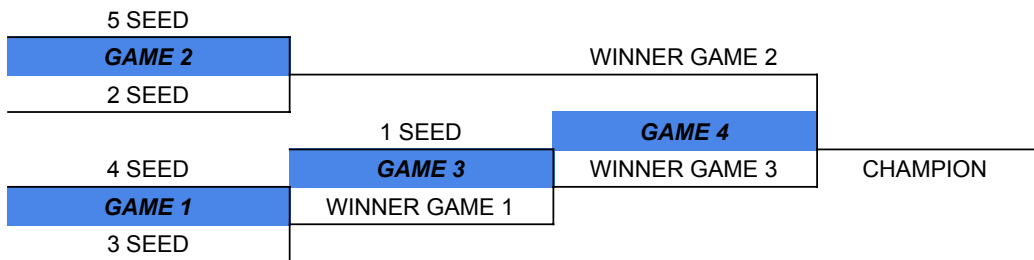 5 SEED
GAME 2
WINNER GAME 2
2 SEED
1 SEED
GAME 4
4 SEED
GAME 3
WINNER GAME 3
CHAMPION
GAME 1
WINNER GAME 1
3 SEED